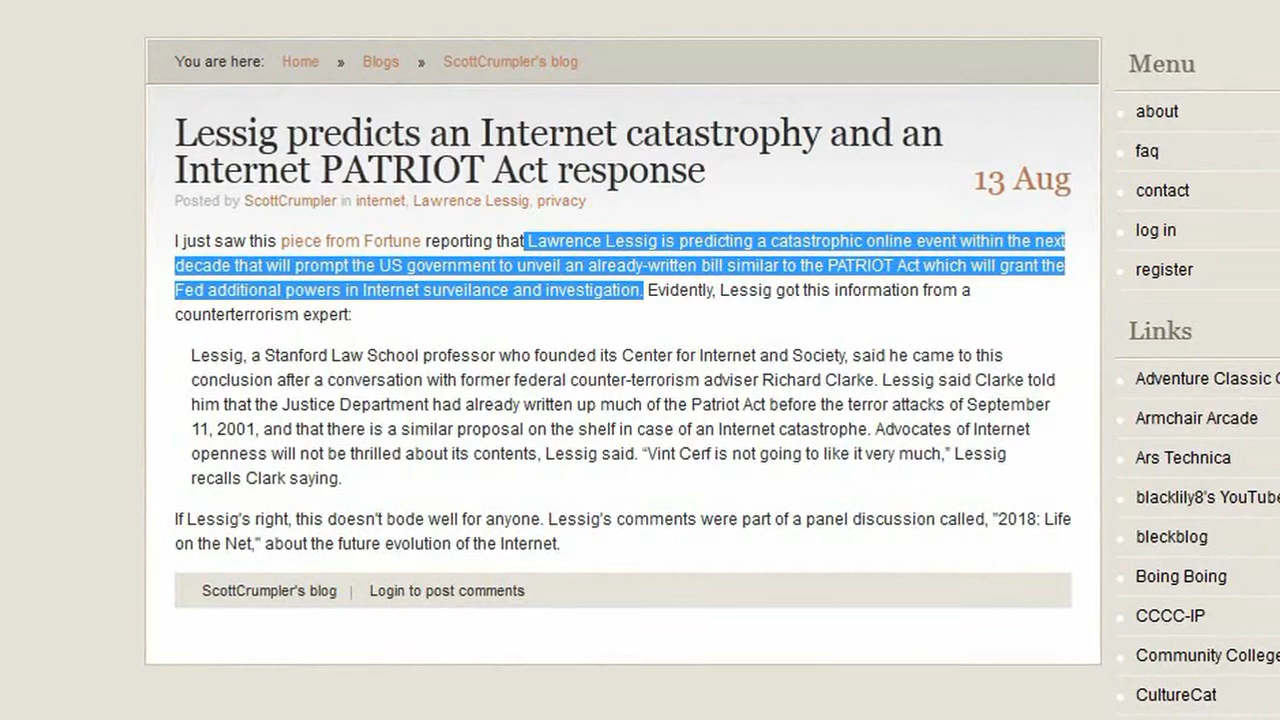 You are here: Home » Blogs » ScottCrumpler's blog
Lessig predicts an Internet catastrophy and an
Internet PATRIOT Act response
13 Aug
Posted by ScottCrumpler in internet, Lawrence Lessig, privacy
I just saw this piece from Fortune reporting that Lawrence Lessig is predicting a catastrophic online event within the next
decade that will prompt the US government to unveil an already-written bill similar to the PATRIOT Act which will grant the
Fed additional powers in Internet surveilance and investigation. Evidently, Lessig got this information from a
counterterrorism expert:
Lessig, a Stanford Law School professor who founded its Center for Internet and Society, said he came to this
conclusion after a conversation with former federal counter-terrorism adviser Richard Clarke. Lessig said Clarke told
him that the Justice Department had already written up much of the Patriot Act before the terror attacks of September
11, 2001, and that there is a similar proposal on the shelf in case of an Internet catastrophe. Advocates of Internet
openness will not be thrilled about its contents, Lessig said. “Vint Cerf is not going to like it very much,” Lessig
recalls Clark saying.
If Lessig's right, this doesn't bode well for anyone. Lessig's comments were part of a panel discussion called, "2018: Life
on the Net," about the future evolution of the Internet.
ScottCrumpler's blog | Login to post comments
Menu
about
faq
contact
log in
register
Links
Adventure Classic
Armchair Arcade
Ars Technica
blacklily8's YouTube
bleckblog
Boing Boing
CCCC-IP
Community College
CultureCat